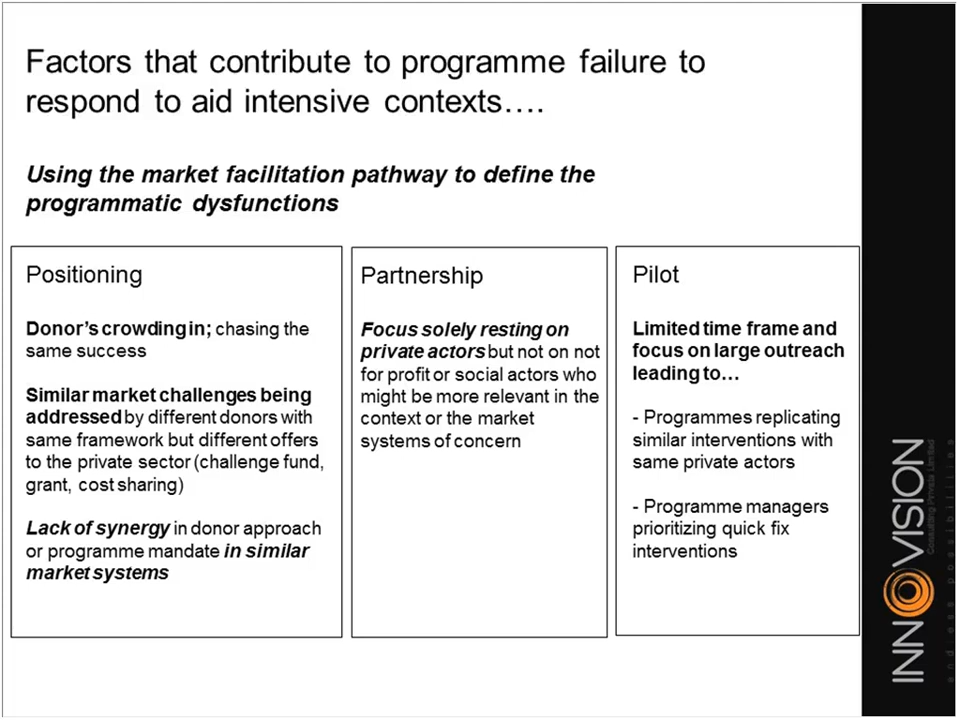 Factors that contribute to programme failure to
respond to aid intensive contexts….
Using the market facilitation pathway to define the
programmatic dysfunctions
Positioning
Donor's crowding in; chasing the
same success
Similar market challenges being
addressed by different donors with
same framework but different offers
to the private sector (challenge fund,
grant, cost sharing)
Lack of synergy in donor approach
or programme mandate in similar
market systems
Partnership
Focus solely resting on
private actors but not on not
for profit or social actors who
might be more relevant in the
context or the market
systems of concern
Pilot
Limited time frame and
focus on large outreach
leading to…
- Programmes replicating
similar interventions with
same private actors
- Programme managers
prioritizing quick fix
interventions
INNOVISION
Consulting Private Limited
endless possibilities